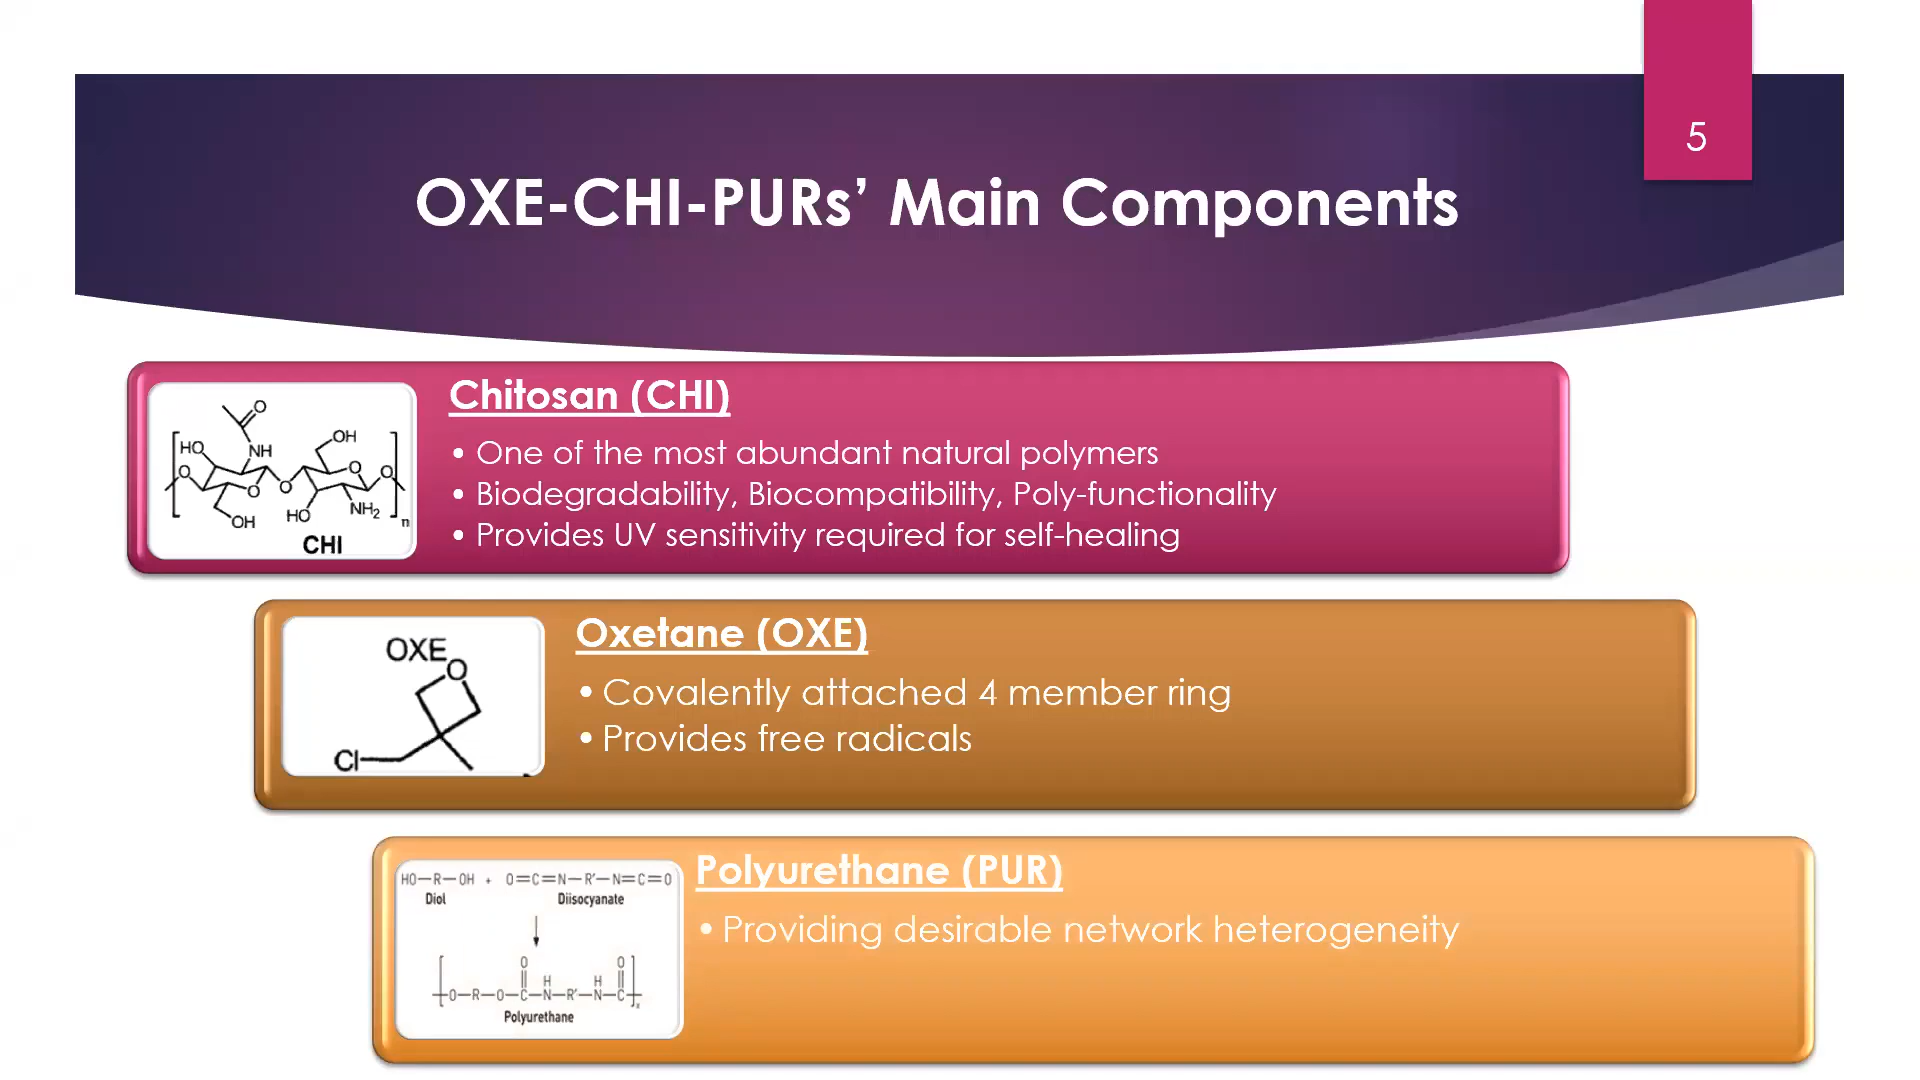 5
OXE-CHI-PURs’ Main Components
Chitosan (CHI)
• One of the most abundant natural polymers
• Biodegradability, Biocompatibility, Poly-functionality
• Provides UV sensitivity required for self-healing
O
HO
NH
OH
O
O
O
O
O
OH
HO
NH2
n
CHI
Oxetane (OXE)
• Covalently attached 4 member ring
• Provides free radicals
OXE
O
Cl
Polyurethane (PUR)
• Providing desirable network heterogeneity
HO—R—OH + O=C=N—R’—N=C=O
Diol Diisocyanate
O O
H H
O—R—O—C—N—R’—N—C
x
Polyurethane